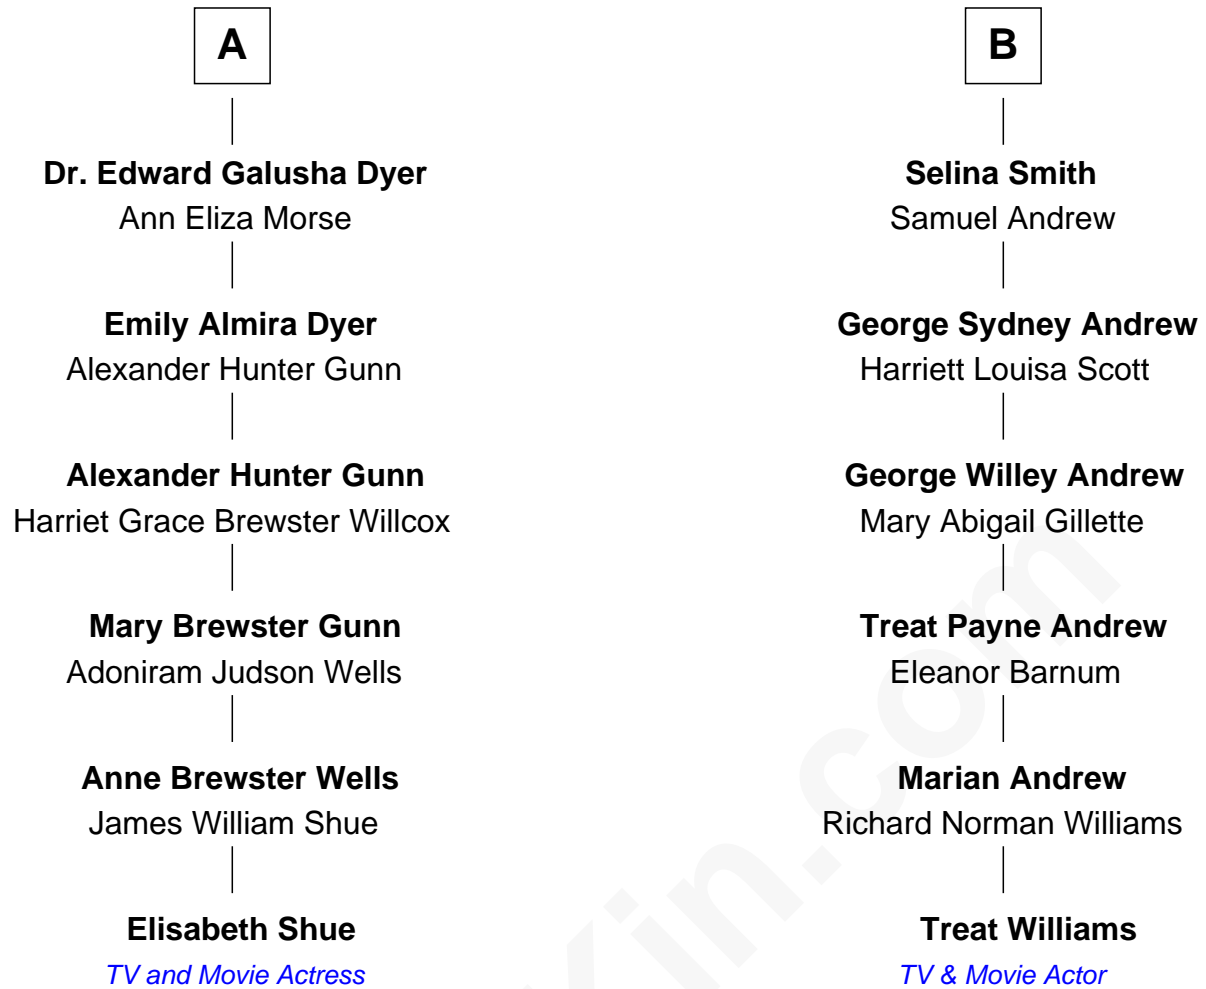 A
Dr. Edward Galusha Dyer
Ann Eliza Morse
Emily Almira Dyer
Alexander Hunter Gunn
Alexander Hunter Gunn
Harriet Grace Brewster Willcox
Mary Brewster Gunn
Adoniram Judson Wells
Anne Brewster Wells
James William Shue
Elisabeth Shue
TV and Movie Actress
B
Selina Smith
Samuel Andrew
George Sydney Andrew
Harriett Louisa Scott
George Willey Andrew
Mary Abigail Gillette
Treat Payne Andrew
Eleanor Barnum
Marian Andrew
Richard Norman Williams
Treat Williams
TV & Movie Actor
Kin.com